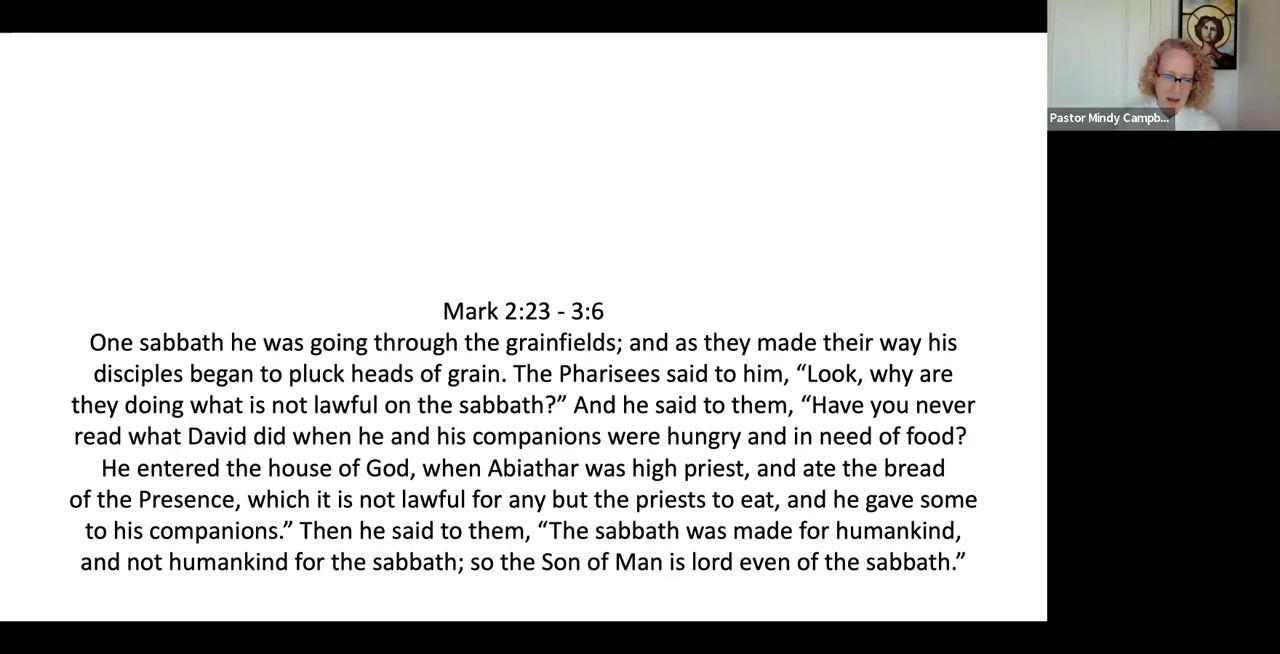 Mark 2:23 - 3:6
One sabbath he was going through the grainfields; and as they made their way his
disciples began to pluck heads of grain. The Pharisees said to him, “Look, why are
they doing what is not lawful on the sabbath?” And he said to them, “Have you never
read what David did when he and his companions were hungry and in need of food?
He entered the house of God, when Abiathar was high priest, and ate the bread
of the Presence, which it is not lawful for any but the priests to eat, and he gave some
to his companions.” Then he said to them, “The sabbath was made for humankind,
and not humankind for the sabbath; so the Son of Man is lord even of the sabbath.”
Pastor Mindy Campb...